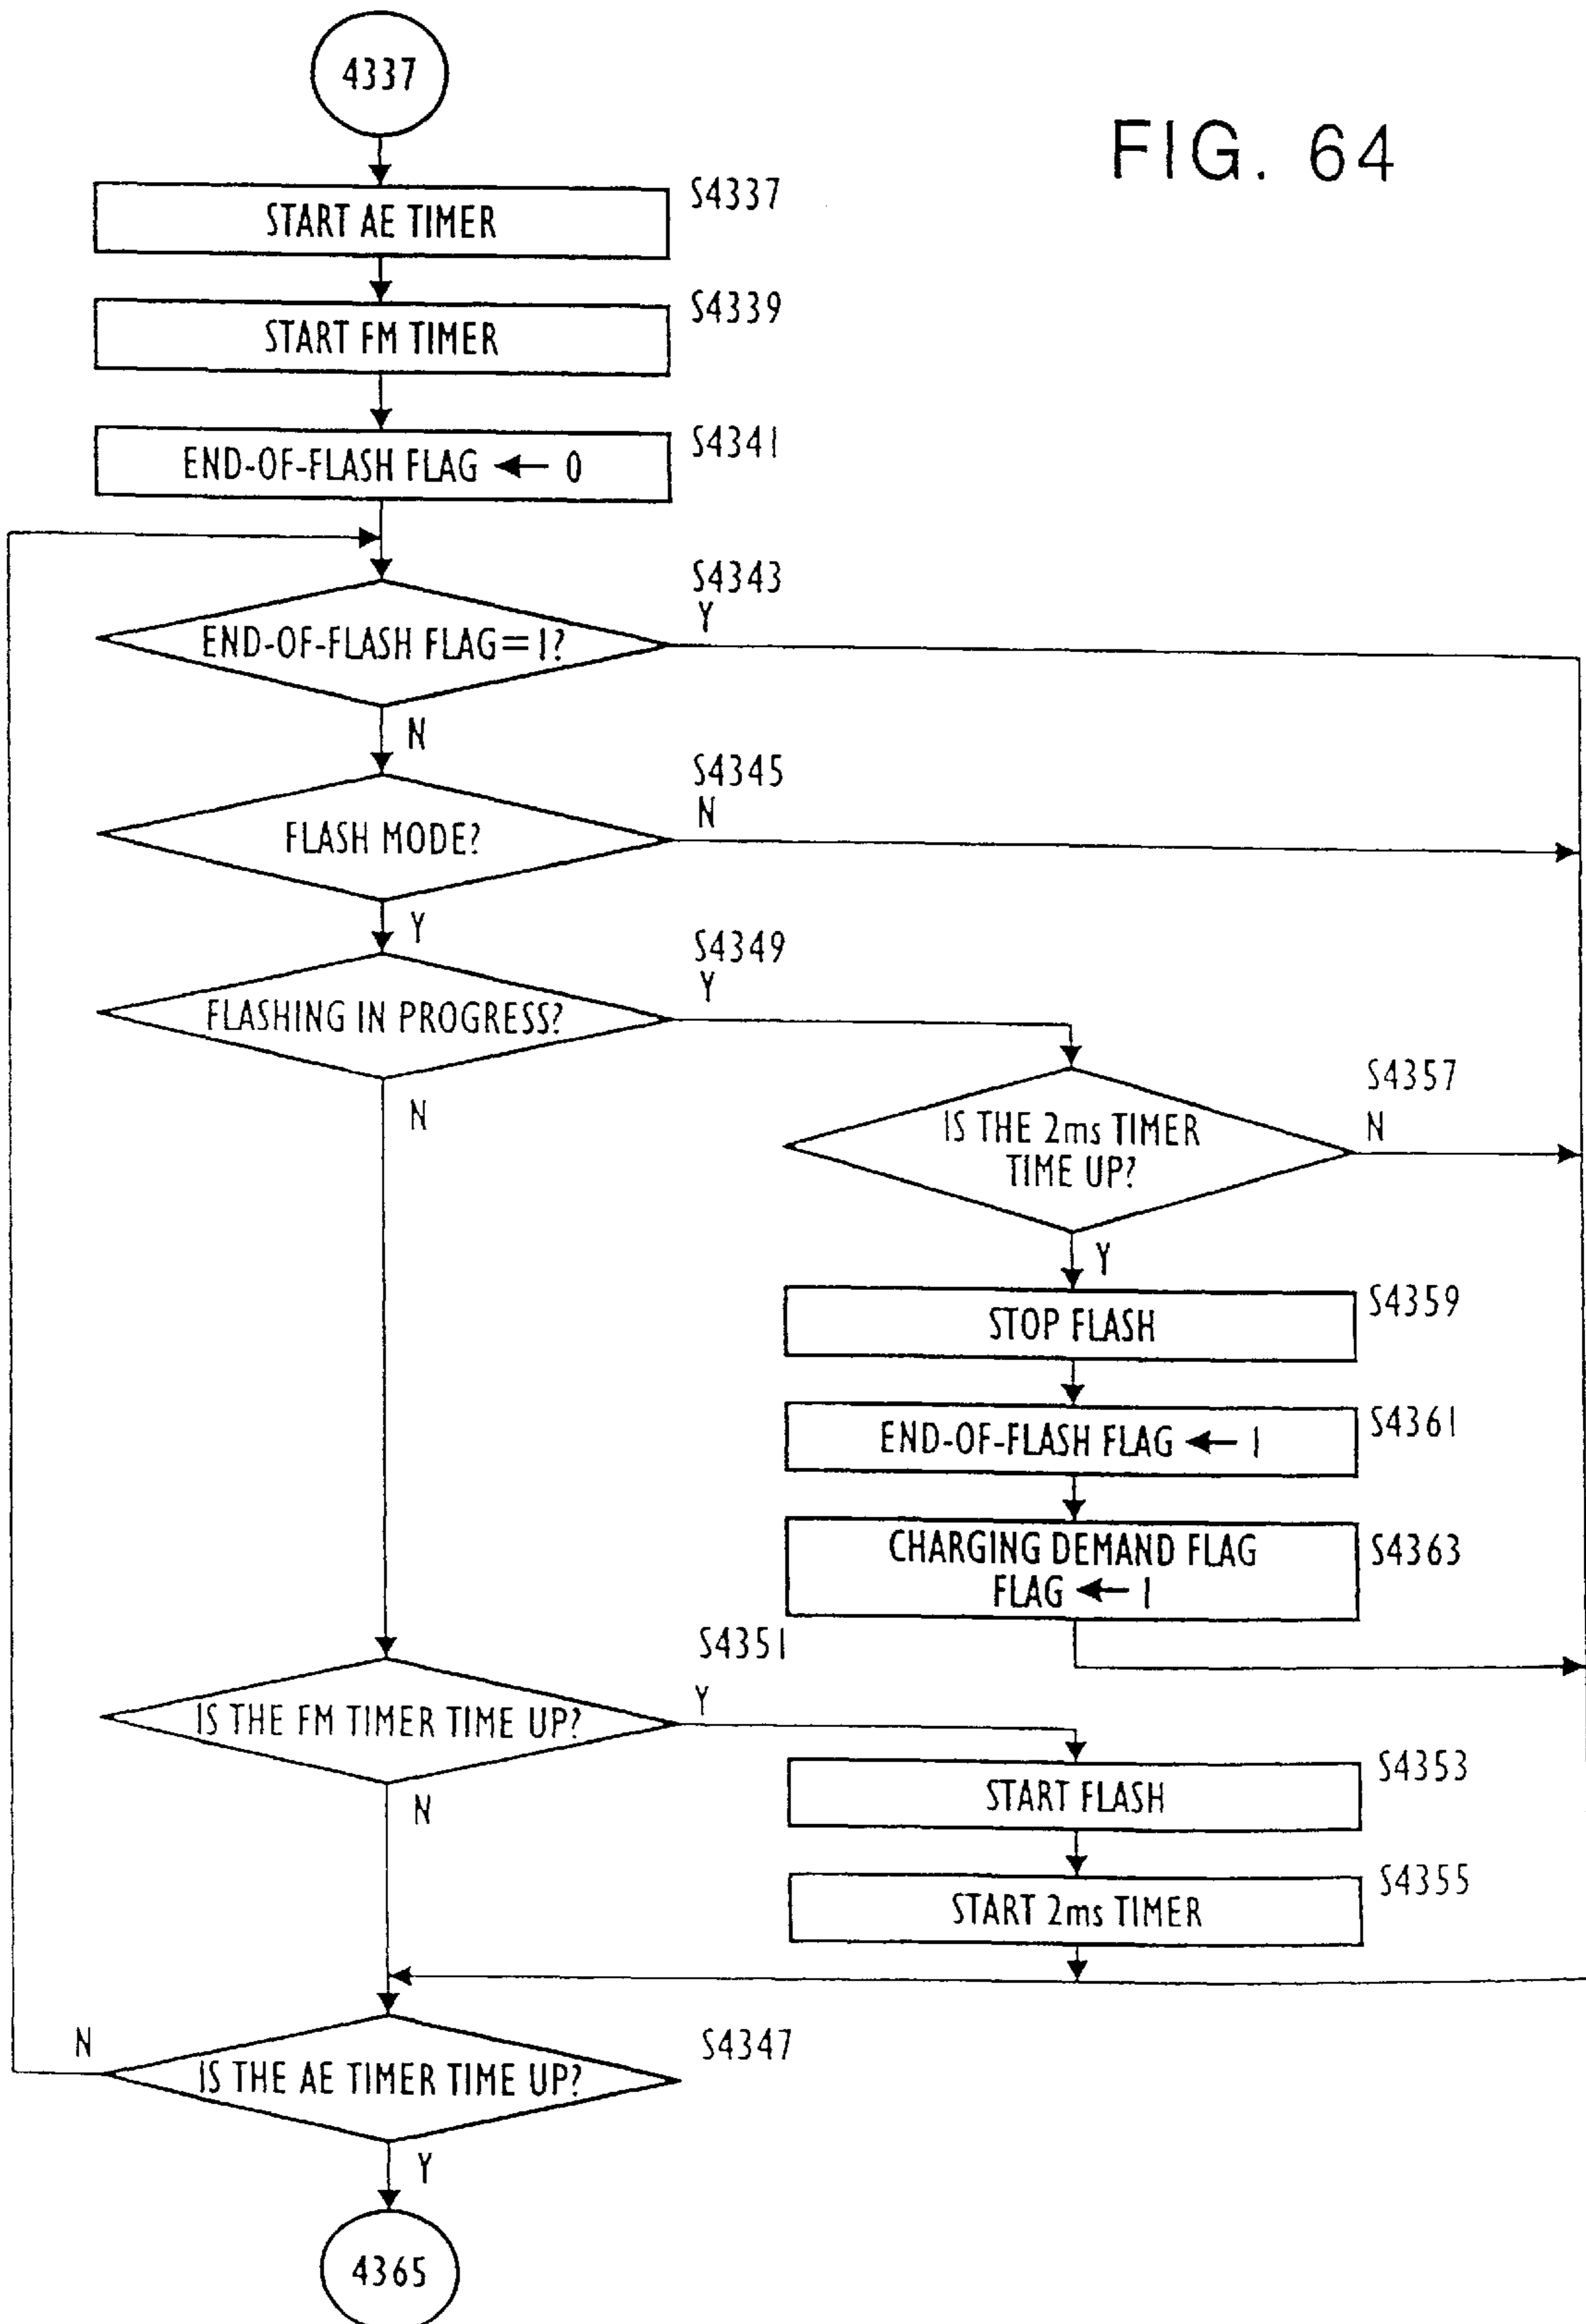 4337
FIG. 64
S4337
START AE TIMER
S4339
START FM TIMER
S4341
END-OF-FLASH FLAG ← 0
S4343
Y
END-OF-FLASH FLAG=1?
N
S4345
N
FLASH MODE?
Y
S4349
Y
FLASHING IN PROGRESS?
N
S4357
N
IS THE 2ms TIMER
TIME UP?
Y
S4359
STOP FLASH
S4361
END-OF-FLASH FLAG ← 1
S4363
CHARGING DEMAND FLAG
FLAG ← 1
S4351
Y
IS THE FM TIMER TIME UP?
N
S4353
START FLASH
S4355
START 2ms TIMER
N
S4347
IS THE AE TIMER TIME UP?
Y
4365